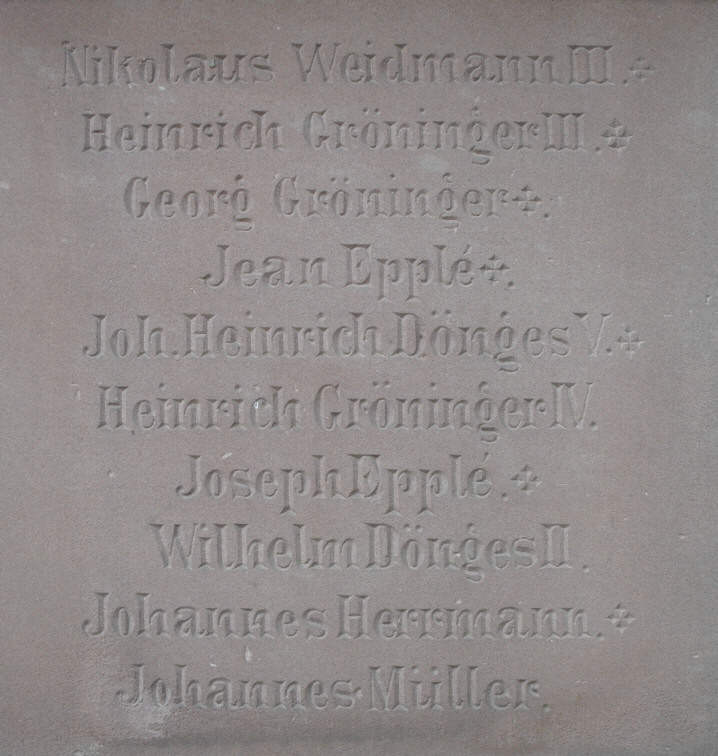 Nikolaus Weidmann III. ✠
Heinrich Gröninger III. ✠
Georg Gröninger ✠.
Jean Epplé ✠.
Joh. Heinrich Dönges V. ✠
Heinrich Gröninger IV.
Joseph Epplé. ✠
Wilhelm Dönges II.
Johannes Herrmann. ✠
Johannes Müller.